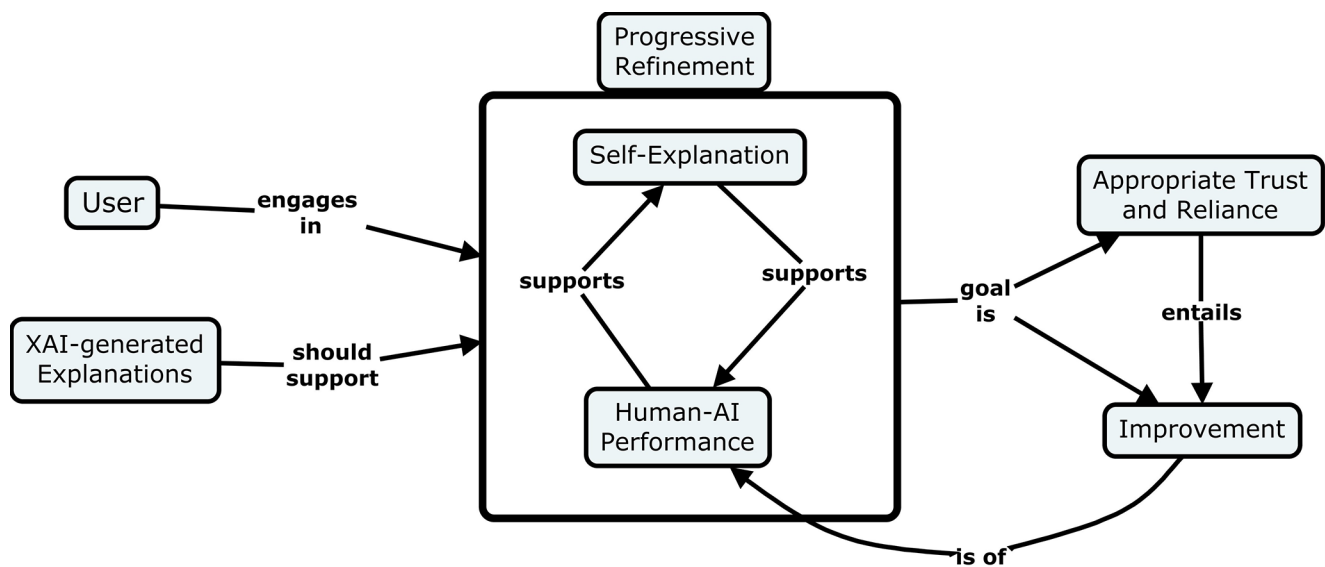 Progressive
Refinement
Self-Explanation
User
engages
in
supports
supports
Appropriate Trust
and Reliance
goal
is
entails
XAI-generated
Explanations
should
support
Human-AI
Performance
Improvement
is of